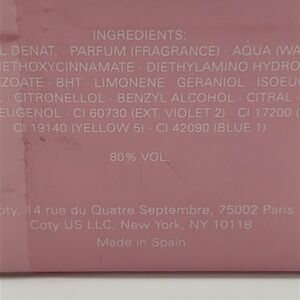 INGREDIENTS:
L DENAT. · PARFUM (FRAGRANCE) · AQUA (WA
METHOXYCINNAMATE · DIETHYLAMINO HYDRO
ZOATE · BHT · LIMONENE · GERANIOL · ISOEU
L · CITRONELLOL · BENZYL ALCOHOL · CITRAL
EUGENOL · CI 60730 (EXT. VIOLET 2) · CI 17200 (
CI 19140 (YELLOW 5) · CI 42090 (BLUE 1)
80% VOL.
oty, 14 rue du Quatre Septembre, 75002 Paris
Coty US LLC, New York, NY 10118
Made in Spain